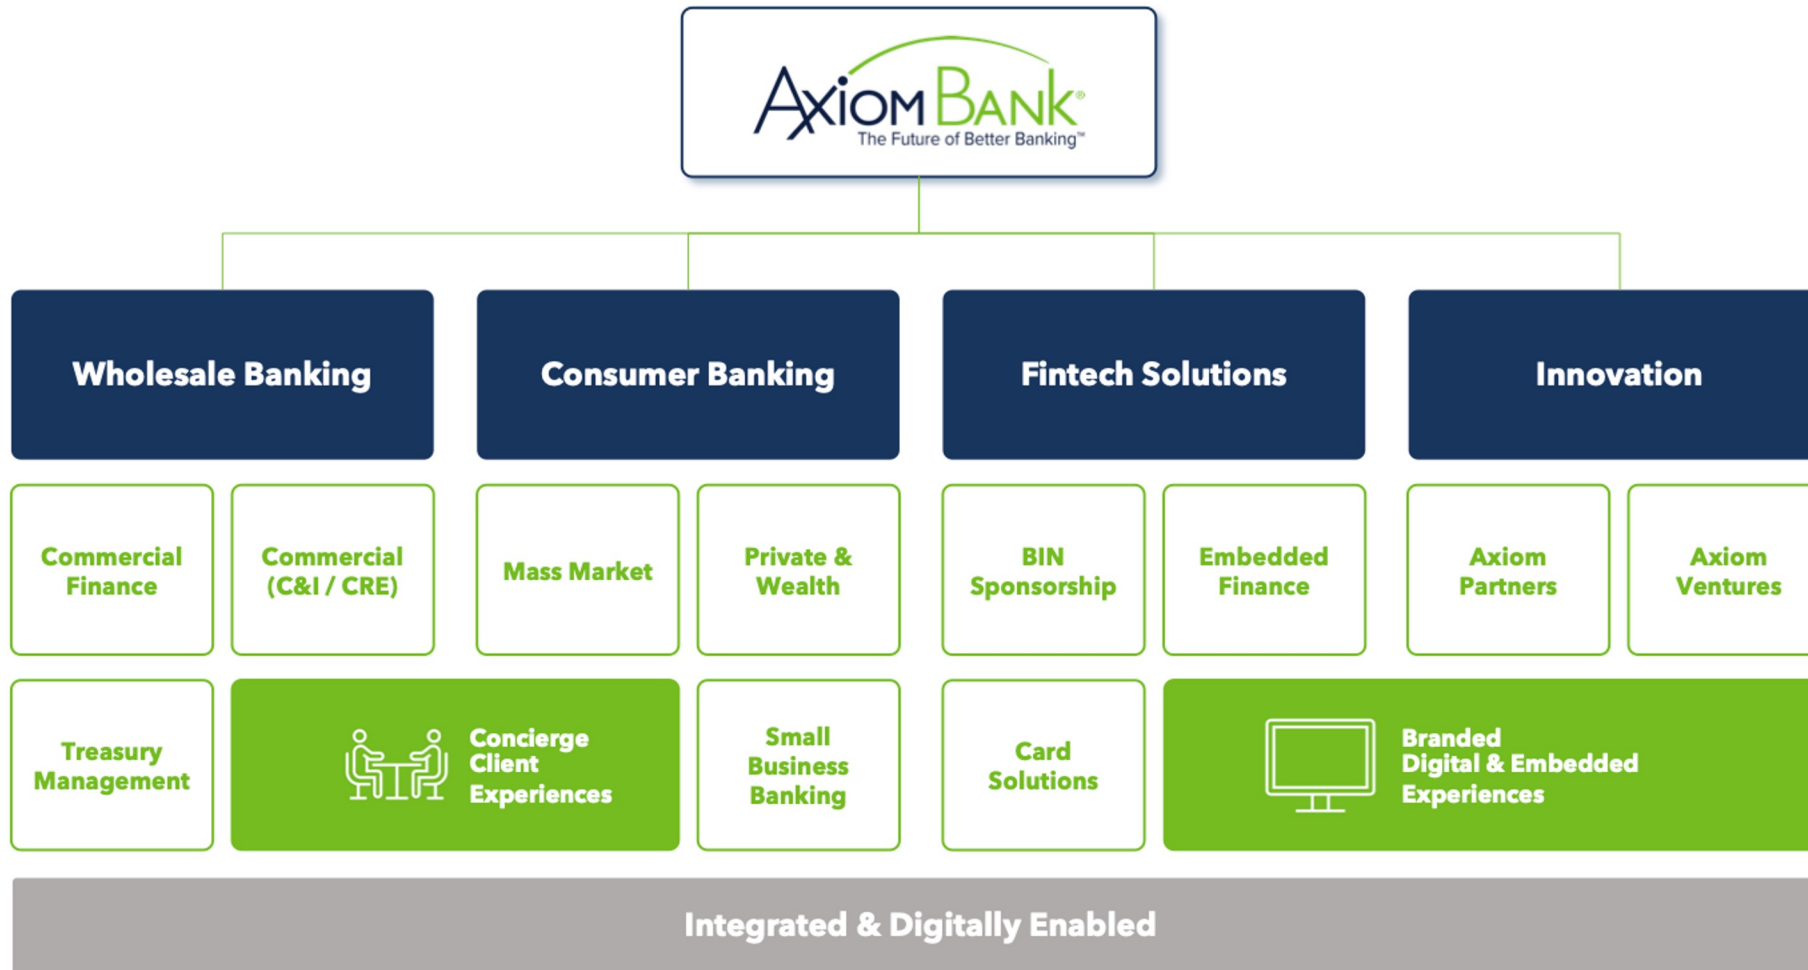 AXIOM BANK®
The Future of Better Banking™
Wholesale Banking
Consumer Banking
Fintech Solutions
Innovation
Commercial
Finance
Commercial
(C&I / CRE)
Mass Market
Private &
Wealth
BIN
Sponsorship
Embedded
Finance
Axiom
Partners
Axiom
Ventures
Treasury
Management
Concierge
Client
Experiences
Small
Business
Banking
Card
Solutions
Branded
Digital & Embedded
Experiences
Integrated & Digitally Enabled